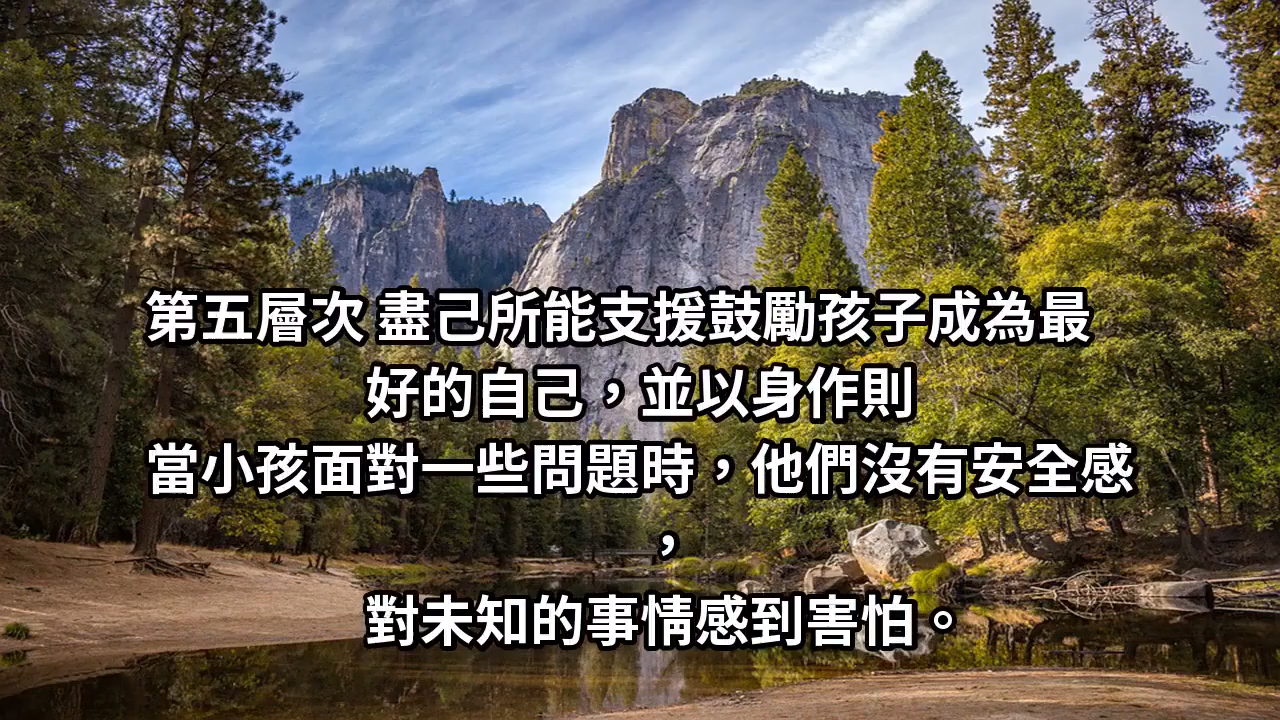 第五層次 盡己所能支援鼓勵孩子成為最
好的自己，並以身作則
當小孩面對一些問題時，他們沒有安全感
，
對未知的事情感到害怕。